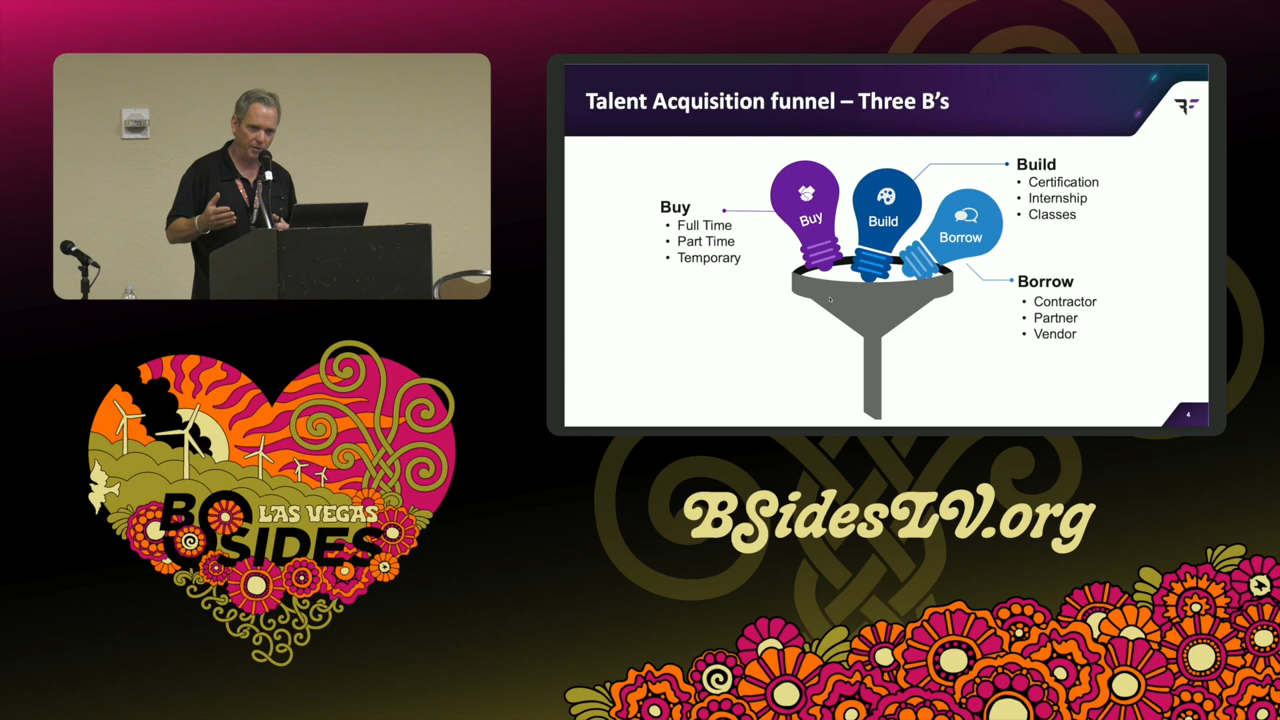 Talent Acquisition funnel – Three B's
Buy
• Full Time
• Part Time
• Temporary
Buy
Build
Borrow
Build
• Certification
• Internship
• Classes
Borrow
• Contractor
• Partner
• Vendor
4
BSIDES
LAS VEGAS
23
BSidesLV.org